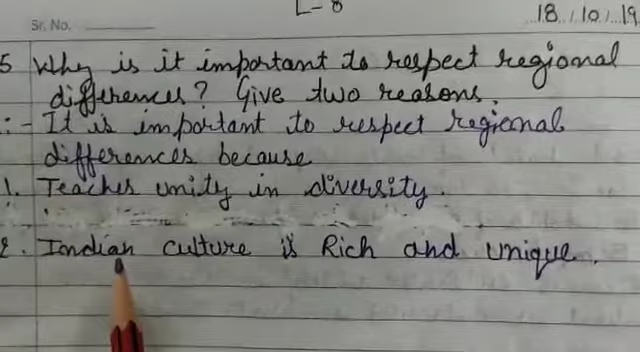 L-8
18/10/19
Sr. No.
5 Why is it important to respect regional
differences? Give two reasons.
:- It is important to respect regional
differences because
1. Teaches unity in diversity.
2. Indian culture is Rich and unique.